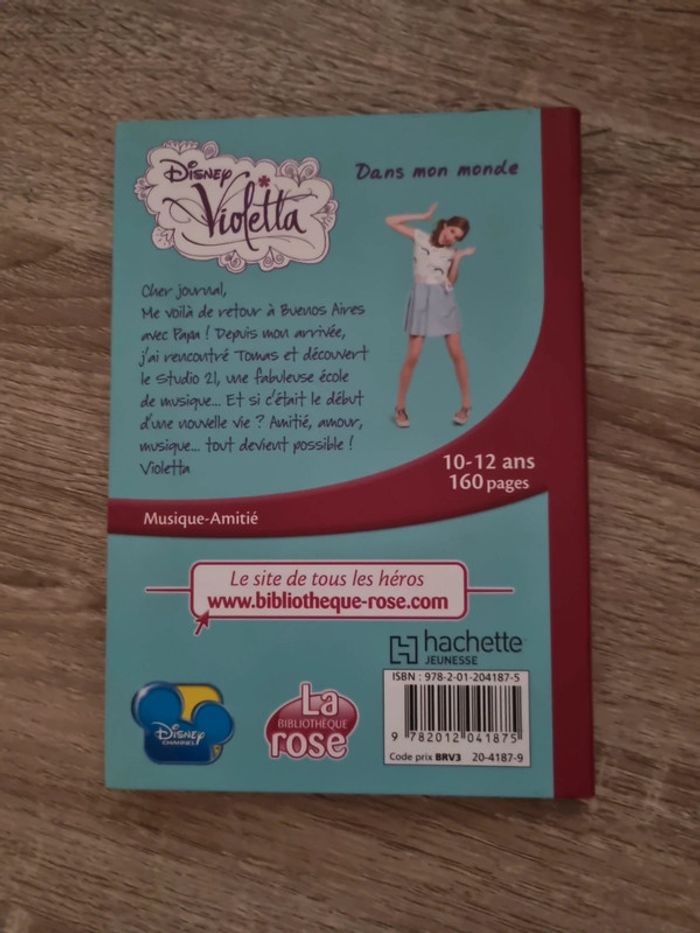 Disney
Violetta
Dans mon monde
Cher journal,
Me voilà de retour à Buenos Aires
avec Papa ! Depuis mon arrivée,
j'ai rencontré Tomas et découvert
le Studio 21, une fabuleuse école
de musique... Et si c'était le début
d'une nouvelle vie ? Amitié, amour,
musique... tout devient possible !
Violetta
10-12 ans
160 pages
Musique-Amitié
Le site de tous les héros
www.bibliotheque-rose.com
hachette
JEUNESSE
ISBN : 978-2-01-204187-5
9 782012 041875
Code prix BRV3 20-4187-9
Disney
CHANNEL
La
BIBLIOTHÈQUE
rose